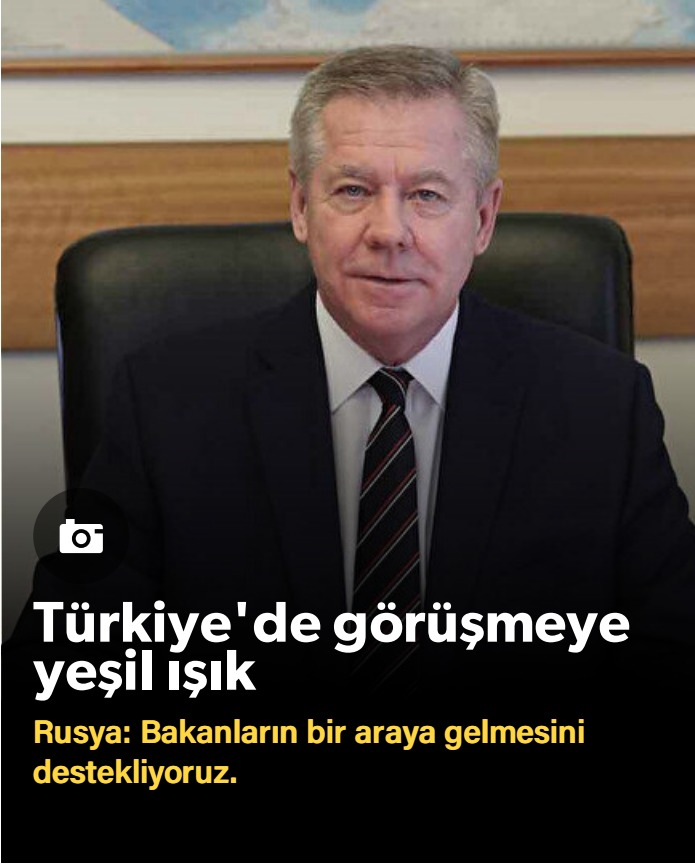 Türkiye'de görüşmeye
yeşil ışık
Rusya: Bakanların bir araya gelmesini
destekliyoruz.